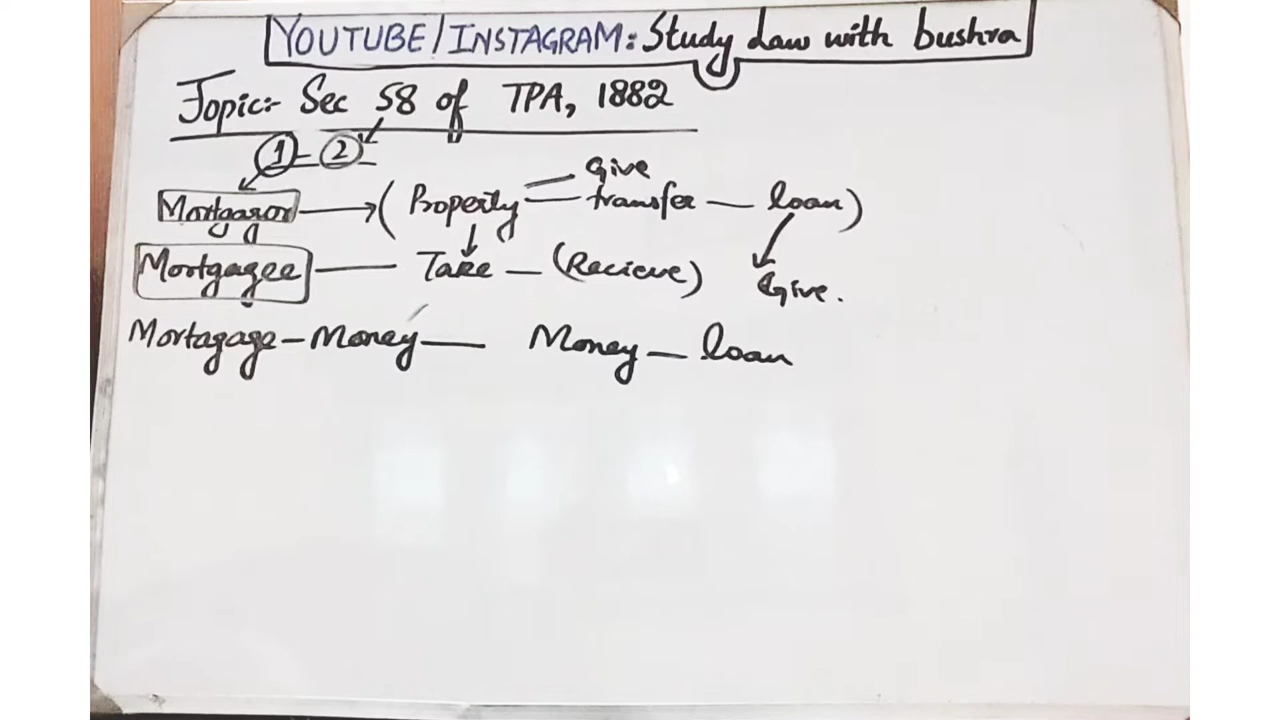 YOUTUBE/INSTAGRAM: Study Law with bushra
Topic:- Sec 58 of TPA, 1882
1 - 2
Give
Mortgagor → (Property = transfer — loan)
Mortgagee — Take — (Recieve) Give.
Mortagage - Money — Money — loan